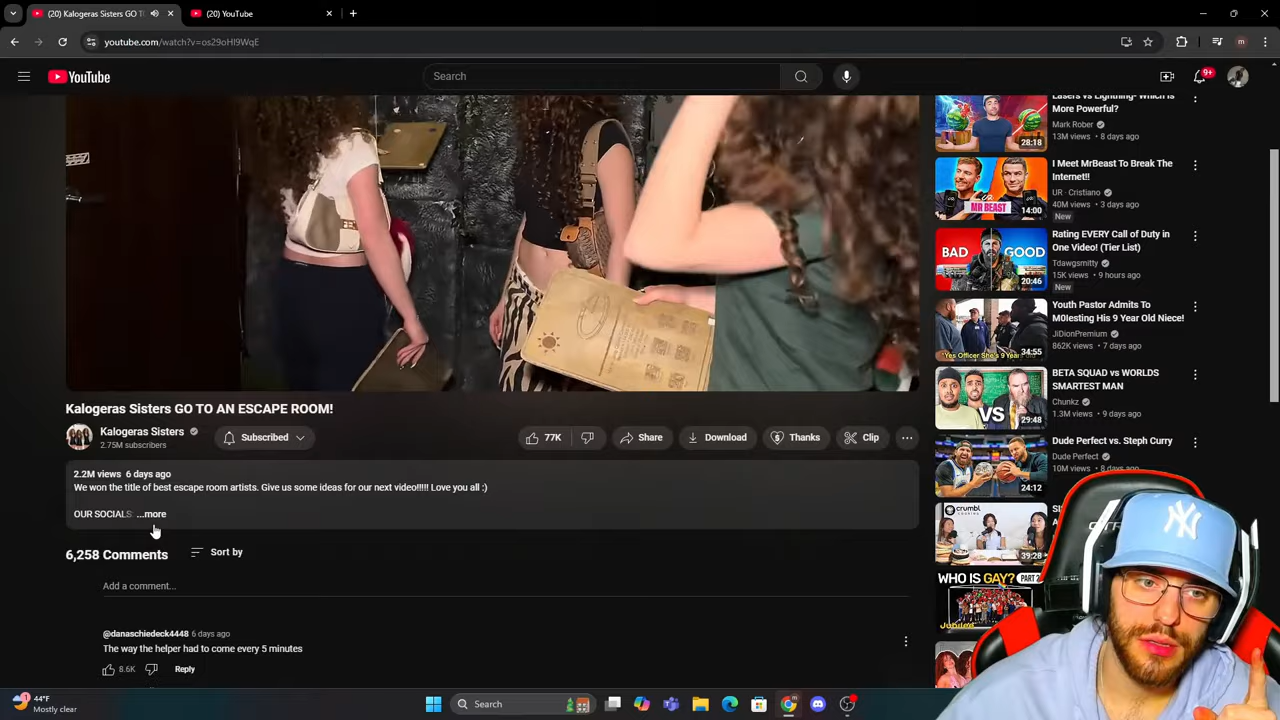 (20) Kalogeras Sisters GO TO
(20) YouTube
youtube.com/watch?v=os29oHI9WqE
m
YouTube
Search
9+
Lasers vs Lightning- Which is
More Powerful?
Mark Rober
13M views • 8 days ago
28:18
I Meet MrBeast To Break The
Internet!!
UR · Cristiano
40M views • 3 days ago
New
MR BEAST
14:00
Rating EVERY Call of Duty in
One Video! (Tier List)
Tdawgsmitty
15K views • 9 hours ago
New
BAD
GOOD
20:46
Youth Pastor Admits To
M0lesting His 9 Year Old Niece!
JiDionPremium
862K views • 7 days ago
34:55
BETA SQUAD vs WORLDS
SMARTEST MAN
Chunkz
1.3M views • 9 days ago
VS
29:48
Dude Perfect vs. Steph Curry
Dude Perfect
10M views • 8 days ago
24:12
crumbl
39:28
WHO IS GAY? PART 2
Jubilee
Kalogeras Sisters GO TO AN ESCAPE ROOM!
Kalogeras Sisters
2.75M subscribers
Subscribed
77K
Share
Download
Thanks
Clip
2.2M views 6 days ago
We won the title of best escape room artists. Give us some ideas for our next video!!!!! Love you all :)
OUR SOCIALS ...more
6,258 Comments
Sort by
Add a comment...
@danaschiedeck4448 6 days ago
The way the helper had to come every 5 minutes
8.6K
Reply
1
44°F
Mostly clear
Search